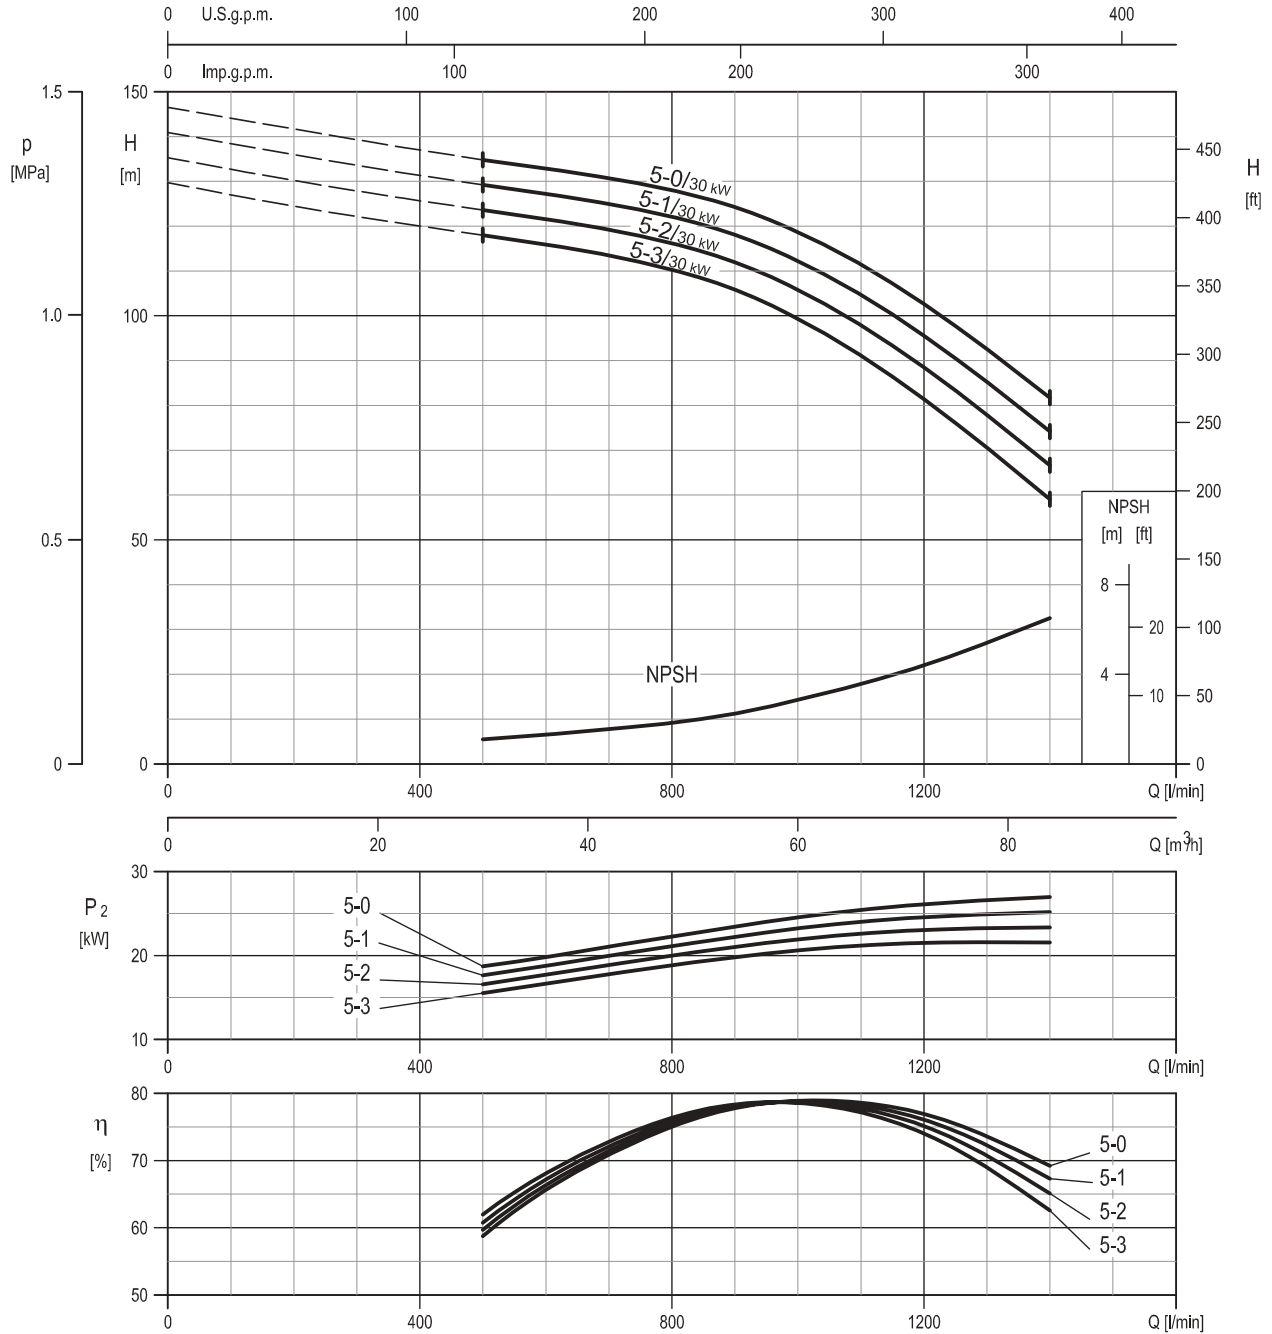 0 U.S.g.p.m. 100 200 300 400
0 Imp.g.p.m. 100 200 300
1.5 150
p H
[MPa] [m]
450
H
[ft]
5-0/30 kW
5-1/30 kW
5-2/30 kW
5-3/30 kW
400
350
1.0 100
300
250
200
NPSH
[m] [ft]
0.5 50
150
8
20 100
NPSH
4
10 50
0 0 0
0 400 800 1200 Q [l/min]
0 20 40 60 80 Q [m³h]
30
P2
[kW]
5-0
5-1
20
5-2
5-3
10
0 400 800 1200 Q [l/min]
80
η
[%]
5-0
70
5-1
5-2
60
5-3
50
0 400 800 1200 Q [l/min]